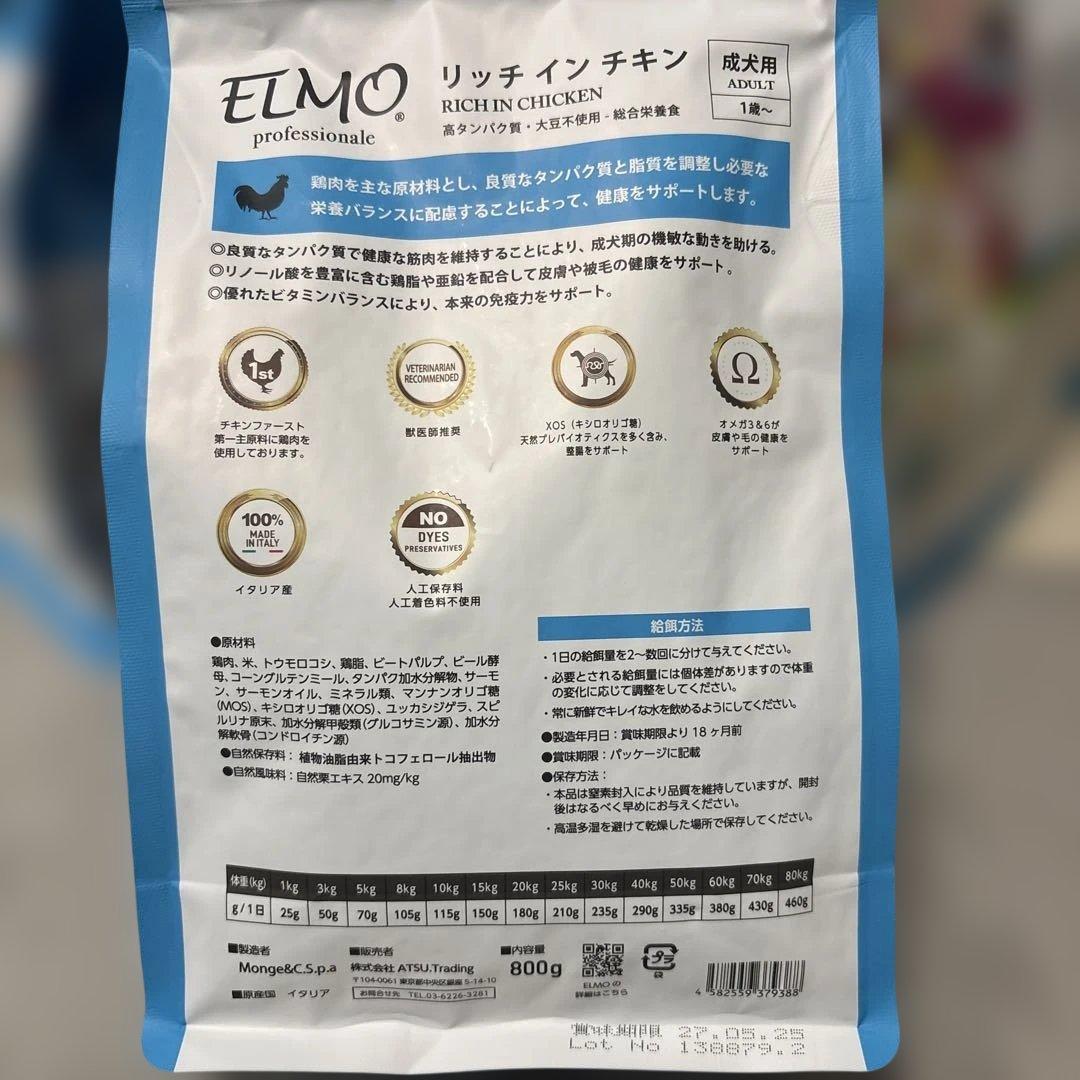 ELMO®
professionale
リッチ イン チキン
RICH IN CHICKEN
高タンパク質・大豆不使用 - 総合栄養食
成犬用
ADULT
1歳～
鶏肉を主な原材料とし、良質なタンパク質と脂質を調整し必要な
栄養バランスに配慮することによって、健康をサポートします。
◎良質なタンパク質で健康な筋肉を維持することにより、成犬期の機敏な動きを助ける。
◎リノール酸を豊富に含む鶏脂や亜鉛を配合して皮膚や被毛の健康をサポート。
◎優れたビタミンバランスにより、本来の免疫力をサポート。
1st
チキンファースト
第一主原料に鶏肉を
使用しております。
VETERINARIAN
RECOMMENDED
獣医師推奨
XOS（キシロオリゴ糖）
天然プレバイオティクスを多く含み、
整腸をサポート
Ω
オメガ3＆6が
皮膚や毛の健康を
サポート
100%
MADE
IN ITALY
イタリア産
NO
DYES
PRESERVATIVES
人工保存料
人工着色料不使用
●原材料
鶏肉、米、トウモロコシ、鶏脂、ビートパルプ、ビール酵
母、コーングルテンミール、タンパク加水分解物、サーモ
ン、サーモンオイル、ミネラル類、マンナンオリゴ糖
(MOS)、キシロオリゴ糖(XOS)、ユッカシジゲラ、スピ
ルリナ原末、加水分解甲殻類(グルコサミン源)、加水分
解軟骨(コンドロイチン源)
●自然保存料： 植物油脂由来トコフェロール抽出物
●自然風味料：自然栗エキス 20mg/kg
給餌方法
・1日の給餌量を2～数回に分けて与えてください。
・必要とされる給餌量には個体差がありますので体重
の変化に応じて調整をしてください。
・常に新鮮でキレイな水を飲めるようにしてください。
●製造年月日：賞味期限より 18 ヶ月前
●賞味期限：パッケージに記載
●保存方法：
・本品は窒素封入により品質を維持していますが、開封
後はなるべく早めにお与えください。
・高温多湿を避けて乾燥した場所で保存してください。
体重(kg) 1kg 3kg 5kg 8kg 10kg 15kg 20kg 25kg 30kg 40kg 50kg 60kg 70kg 80kg
g/1日 25g 50g 70g 105g 115g 150g 180g 210g 235g 290g 335g 380g 430g 460g
■製造者
Monge&C.S.p.a
■原産国 イタリア
■販売者
株式会社 ATSU.Trading
〒104-0061 東京都中央区銀座 5-14-10
お問合せ先 TEL.03-6226-3281
■内容量
800g
ELMO の
詳細はこちら
プラ
袋
4 582559 379388
賞味期限 27.05.25
Lot No 138879.2